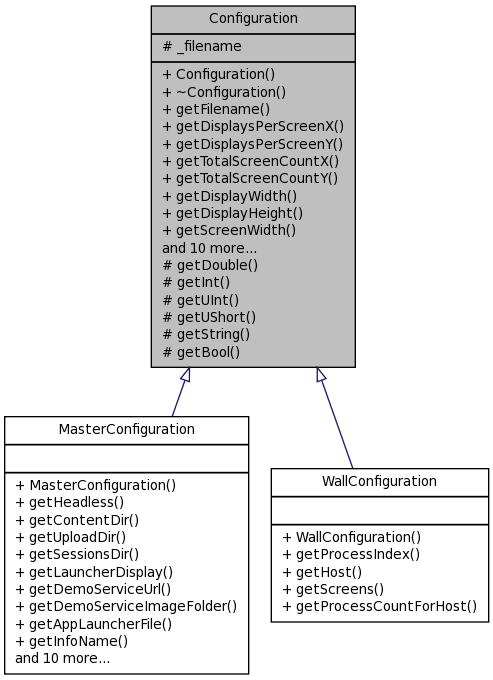 Configuration
# _filename
+ Configuration()
+ ~Configuration()
+ getFilename()
+ getDisplaysPerScreenX()
+ getDisplaysPerScreenY()
+ getTotalScreenCountX()
+ getTotalScreenCountY()
+ getDisplayWidth()
+ getDisplayHeight()
+ getScreenWidth()
and 10 more...
# getDouble()
# getInt()
# getUInt()
# getUShort()
# getString()
# getBool()
MasterConfiguration
+ MasterConfiguration()
+ getHeadless()
+ getContentDir()
+ getUploadDir()
+ getSessionsDir()
+ getLauncherDisplay()
+ getDemoServiceUrl()
+ getDemoServiceImageFolder()
+ getAppLauncherFile()
+ getInfoName()
and 10 more...
WallConfiguration
+ WallConfiguration()
+ getProcessIndex()
+ getHost()
+ getScreens()
+ getProcessCountForHost()